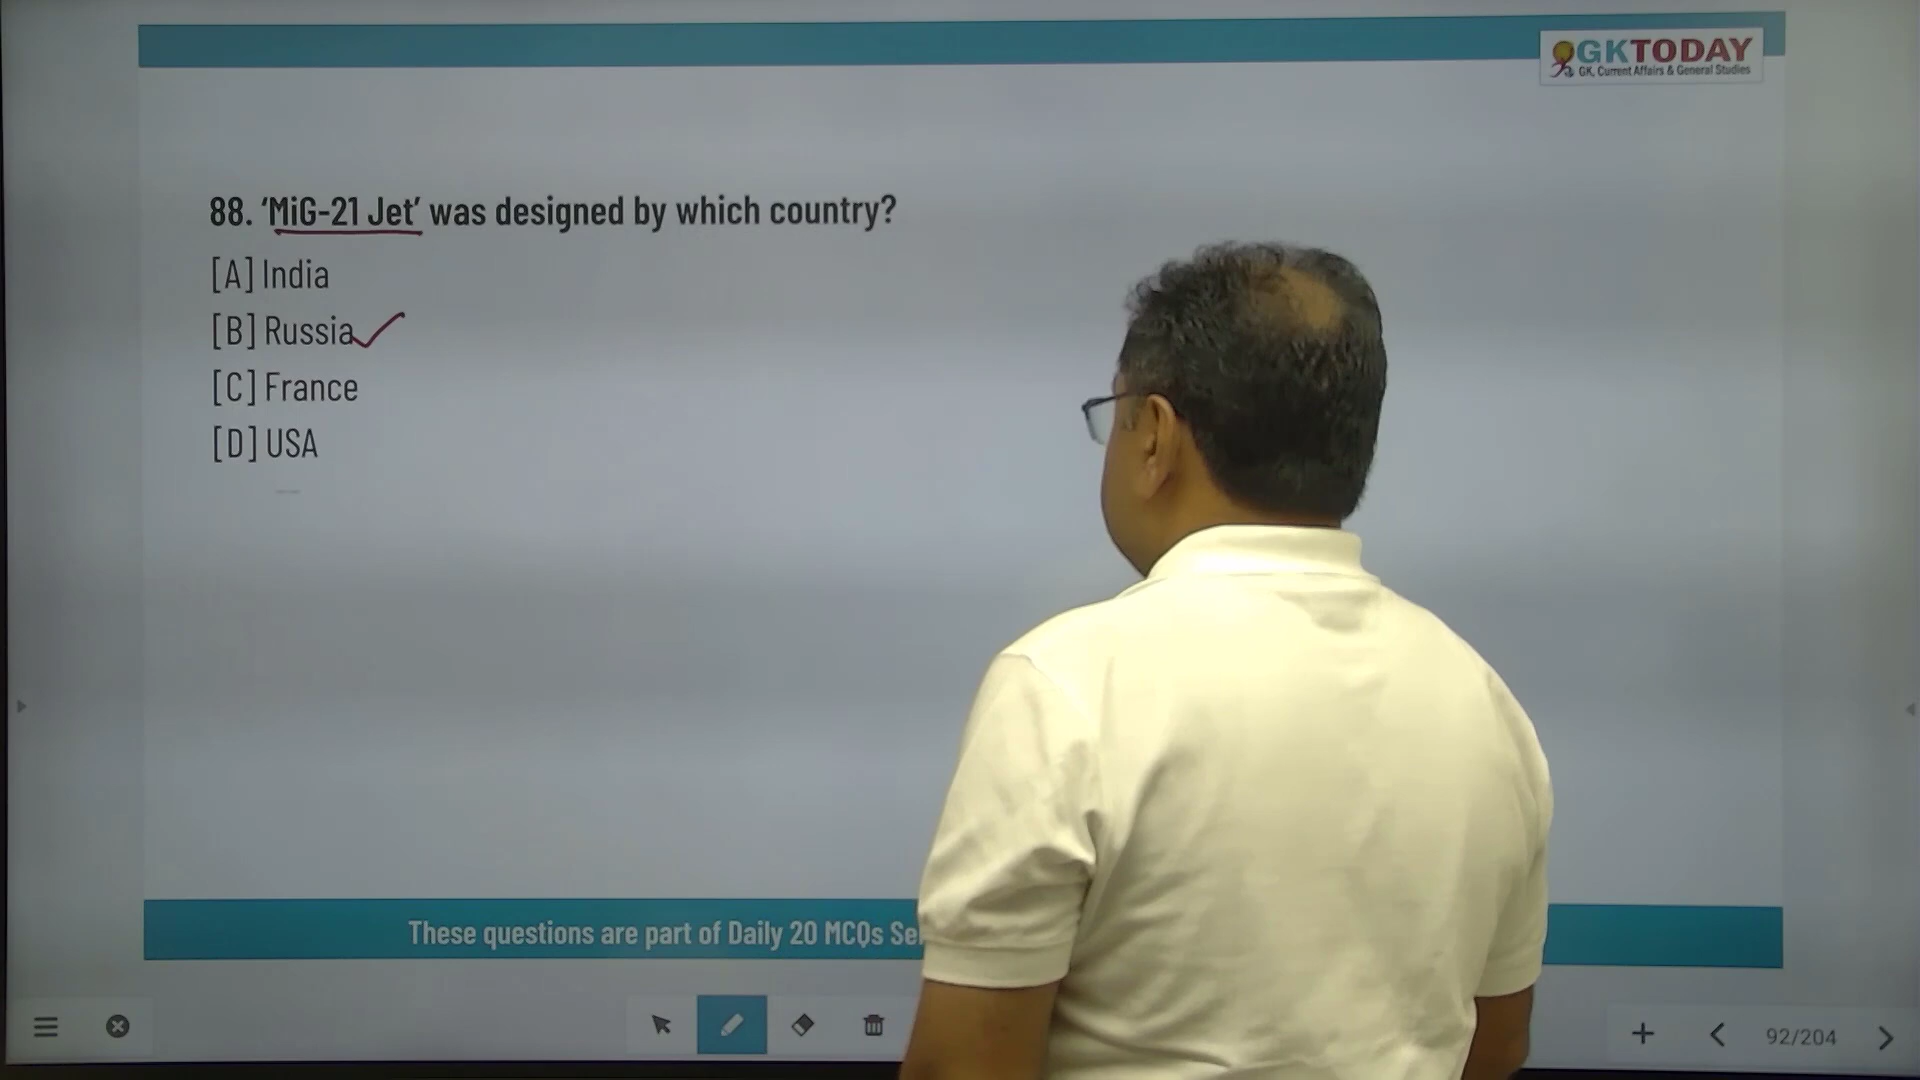 GKTODAY
GK, Current Affairs & General Studies
88. ‘MiG-21 Jet’ was designed by which country?
[A] India
[B] Russia
[C] France
[D] USA
These questions are part of Daily 20 MCQs
92/204